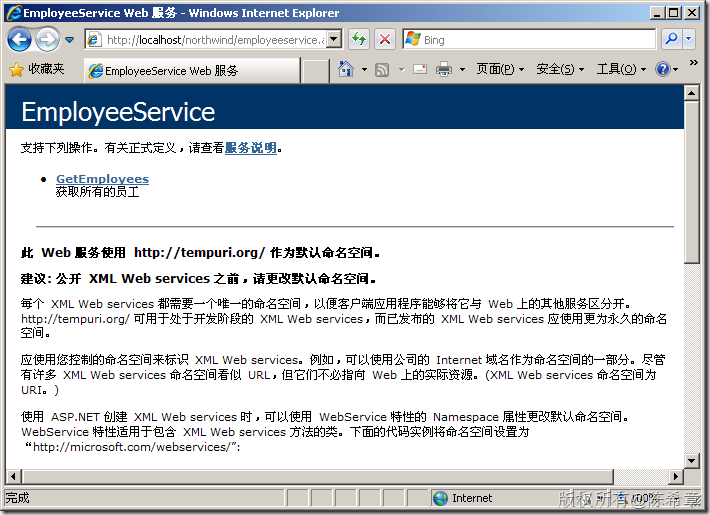 EmployeeService Web 服务 - Windows Internet Explorer
http://localhost/northwind/employeeservice.
Bing
收藏夹
EmployeeService Web 服务
页面(P)
安全(S)
工具(O)
»
EmployeeService
支持下列操作。有关正式定义，请查看服务说明。
• GetEmployees
获取所有的员工
此 Web 服务使用 http://tempuri.org/ 作为默认命名空间。
建议: 公开 XML Web services 之前，请更改默认命名空间。
每个 XML Web services 都需要一个唯一的命名空间，以便客户端应用程序能够将它与 Web 上的其他服务区分开。
http://tempuri.org/ 可用于处于开发阶段的 XML Web services，而已发布的 XML Web services 应使用更为永久的命名
空间。
应使用您控制的命名空间来标识 XML Web services。例如，可以使用公司的 Internet 域名作为命名空间的一部分。尽管
有许多 XML Web services 命名空间看似 URL，但它们不必指向 Web 上的实际资源。(XML Web services 命名空间为
URI。)
使用 ASP.NET 创建 XML Web services 时，可以使用 WebService 特性的 Namespace 属性更改默认命名空间。
WebService 特性适用于包含 XML Web services 方法的类。下面的代码实例将命名空间设置为
“http://microsoft.com/webservices/”:
完成
Internet
100%
版权所有@陈希章